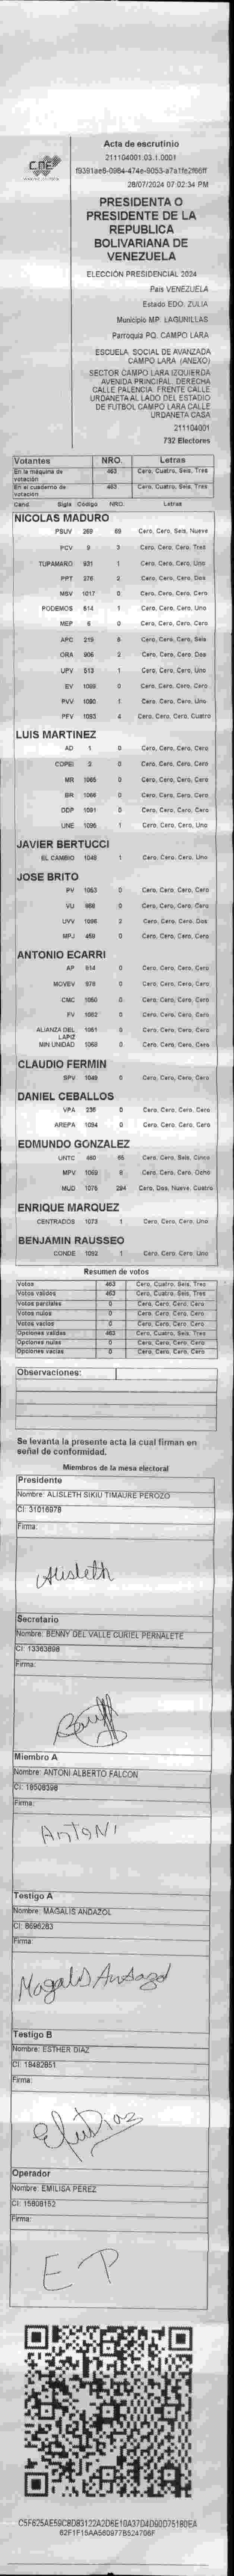 CNE
Acta de escrutinio
211104001.03.1.0001
28/07/2024 07:02:34 PM
PRESIDENTA O
PRESIDENTE DE LA
REPUBLICA
BOLIVARIANA DE
VENEZUELA
ELECCIÓN PRESIDENCIAL 2024
País VENEZUELA
Estado EDO. ZULIA
Municipio MP. LAGUNILLAS
Parroquia PQ. CAMPO LARA
ESCUELA SOCIAL DE AVANZADA
CAMPO LARA (ANEXO)
SECTOR CAMPO LARA IZQUIERDA
AVENIDA PRINCIPAL. DERECHA
CALLE PALENCIA. FRENTE CALLE
URDANETA AL LADO DEL ESTADIO
DE FUTBOL CAMPO LARA CALLE
URDANETA CASA
211104001
732 Electores
Votantes NRO. Letras
En la máquina de votación 463 Cero, Cuatro, Seis, Tres
En el cuaderno de votación 463 Cero, Cuatro, Seis, Tres
Cand. Sigla Código NRO. Letras
NICOLAS MADURO
PSUV 269 69 Cero, Cero, Seis, Nueve
PCV 9 3 Cero, Cero, Cero, Tres
TUPAMARO 931 1 Cero, Cero, Cero, Uno
PPT 276 2 Cero, Cero, Cero, Dos
MSV 1017 0 Cero, Cero, Cero, Cero
PODEMOS 614 1 Cero, Cero, Cero, Uno
MEP 6 0 Cero, Cero, Cero, Cero
APC 219 6 Cero, Cero, Cero, Seis
ORA 906 2 Cero, Cero, Cero, Dos
UPV 513 1 Cero, Cero, Cero, Uno
EV 1089 0 Cero, Cero, Cero, Cero
PVV 1090 1 Cero, Cero, Cero, Uno
PFV 1093 4 Cero, Cero, Cero, Cuatro
LUIS MARTINEZ
AD 1 0 Cero, Cero, Cero, Cero
COPEI 2 0 Cero, Cero, Cero, Cero
MR 1065 0 Cero, Cero, Cero, Cero
BR 1066 0 Cero, Cero, Cero, Cero
DDP 1091 0 Cero, Cero, Cero, Cero
UNE 1096 1 Cero, Cero, Cero, Uno
JAVIER BERTUCCI
EL CAMBIO 1048 1 Cero, Cero, Cero, Uno
JOSE BRITO
PV 1053 0 Cero, Cero, Cero, Cero
VU 968 0 Cero, Cero, Cero, Cero
UVV 1096 2 Cero, Cero, Cero, Dos
MPJ 459 0 Cero, Cero, Cero, Cero
ANTONIO ECARRI
AP 814 0 Cero, Cero, Cero, Cero
MOVEV 978 0 Cero, Cero, Cero, Cero
CMC 1050 0 Cero, Cero, Cero, Cero
FV 1082 0 Cero, Cero, Cero, Cero
ALIANZA DEL LAPIZ 1051 0 Cero, Cero, Cero, Cero
MIN UNIDAD 1068 0 Cero, Cero, Cero, Cero
CLAUDIO FERMIN
SPV 1049 0 Cero, Cero, Cero, Cero
DANIEL CEBALLOS
VPA 236 0 Cero, Cero, Cero, Cero
AREPA 1084 0 Cero, Cero, Cero, Cero
EDMUNDO GONZALEZ
UNTC 460 65 Cero, Cero, Seis, Cinco
MPV 1069 8 Cero, Cero, Cero, Ocho
MUD 1075 294 Cero, Dos, Nueve, Cuatro
ENRIQUE MARQUEZ
CENTRADOS 1073 1 Cero, Cero, Cero, Uno
BENJAMIN RAUSSEO
CONDE 1092 1 Cero, Cero, Cero, Uno
Resumen de votos
Votos 463 Cero, Cuatro, Seis, Tres
Votos validos 463 Cero, Cuatro, Seis, Tres
Votos parciales 0 Cero, Cero, Cero, Cero
Votos nulos 0 Cero, Cero, Cero, Cero
Votos vacios 0 Cero, Cero, Cero, Cero
Opciones validas 463 Cero, Cuatro, Seis, Tres
Opciones nulas 0 Cero, Cero, Cero, Cero
Opciones vacias 0 Cero, Cero, Cero, Cero
Observaciones:
Se levanta la presente acta la cual firman en
señal de conformidad.
Miembros de la mesa electoral
Presidente
Nombre: ALISLETH SIKIU TIMAURE PEROZO
CI: 31016978
Firma:
Alisleth
Secretario
Nombre: BENNY DEL VALLE CURIEL PERNALETE
CI: 13363698
Firma:
Miembro A
Nombre: ANTONI ALBERTO FALCON
CI: 18508398
Firma:
ANTONI
Testigo A
Nombre: MAGALIS ANDAZOL
CI: 8696283
Firma:
Magalis Andazol
Testigo B
Nombre: ESTHER DIAZ
CI: 18482851
Firma:
Operador
Nombre: EMILISA PEREZ
CI: 15808152
Firma:
E P